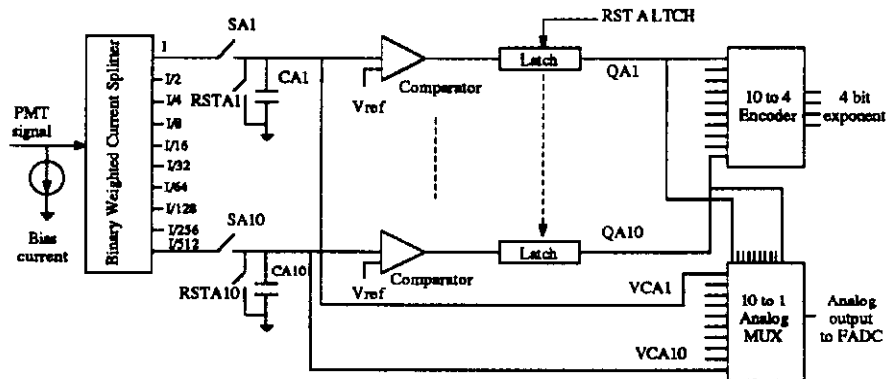 RST A LTCH
SA1
I
Binary Weighted Current Spliner
I/2
I/4
I/8
I/16
I/32
I/64
I/128
I/256
I/512
PMT
signal
Bias
current
RSTA1
CA1
Vref
Comparator
Latch
QA1
10 to 4
Encoder
4 bit
exponent
SA10
RSTA10
CA10
Vref
Comparator
Latch
QA10
VCA1
VCA10
10 to 1
Analog
MUX
Analog
output
to FADC